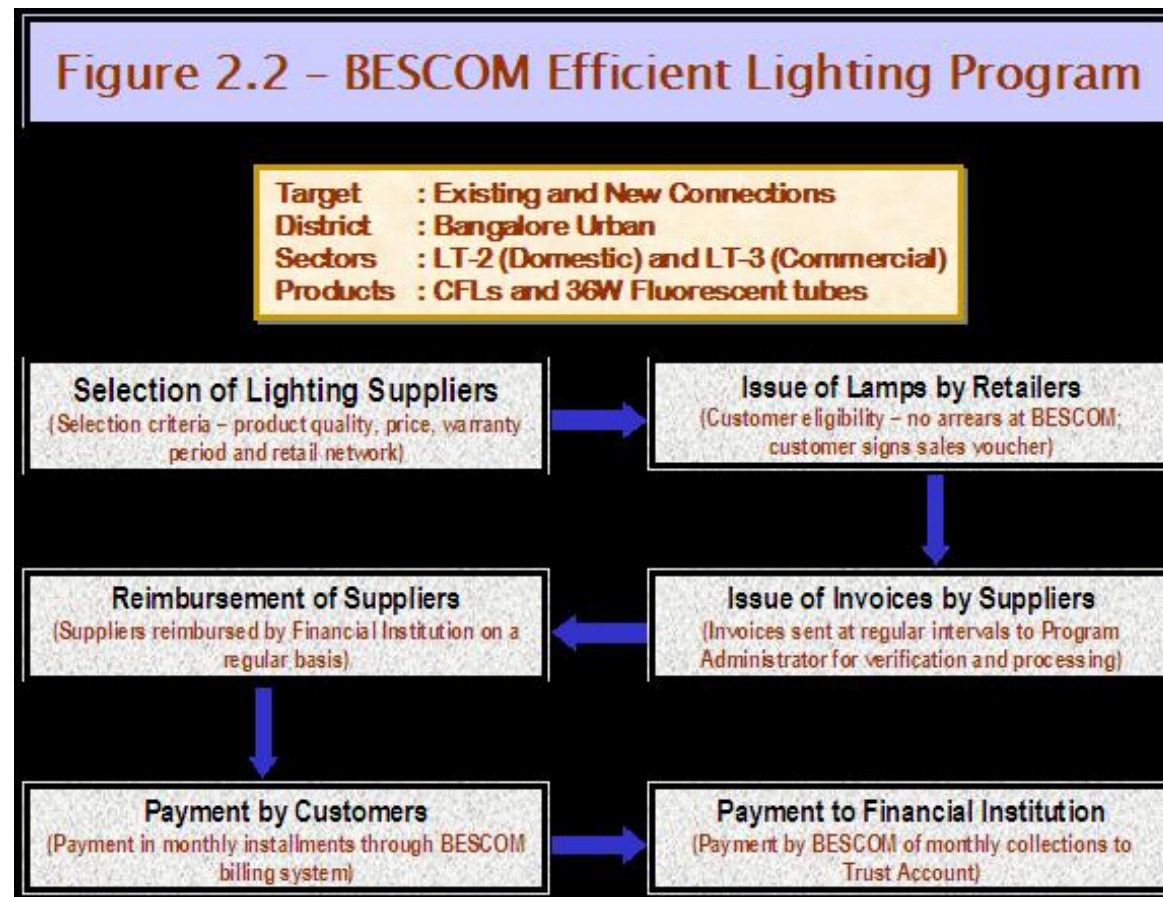 Figure 2.2 – BESCOM Efficient Lighting Program
Target : Existing and New Connections
District : Bangalore Urban
Sectors : LT-2 (Domestic) and LT-3 (Commercial)
Products : CFLs and 36W Fluorescent tubes
Selection of Lighting Suppliers
(Selection criteria – product quality, price, warranty
period and retail network)
Issue of Lamps by Retailers
(Customer eligibility – no arrears at BESCOM;
customer signs sales voucher)
Issue of Invoices by Suppliers
(Invoices sent at regular intervals to Program
Administrator for verification and processing)
Reimbursement of Suppliers
(Suppliers reimbursed by Financial Institution on a
regular basis)
Payment by Customers
(Payment in monthly installments through BESCOM
billing system)
Payment to Financial Institution
(Payment by BESCOM of monthly collections to
Trust Account)